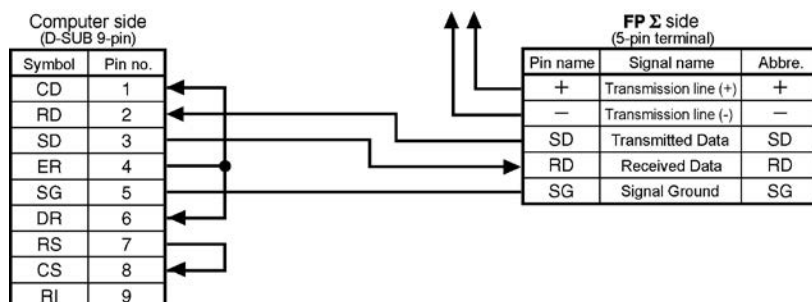 Computer side
(D-SUB 9-pin)
Symbol Pin no.
CD 1
RD 2
SD 3
ER 4
SG 5
DR 6
RS 7
CS 8
RI 9
FP Σ side
(5-pin terminal)
Pin name Signal name Abbre.
+ Transmission line (+) +
− Transmission line (-) −
SD Transmitted Data SD
RD Received Data RD
SG Signal Ground SG